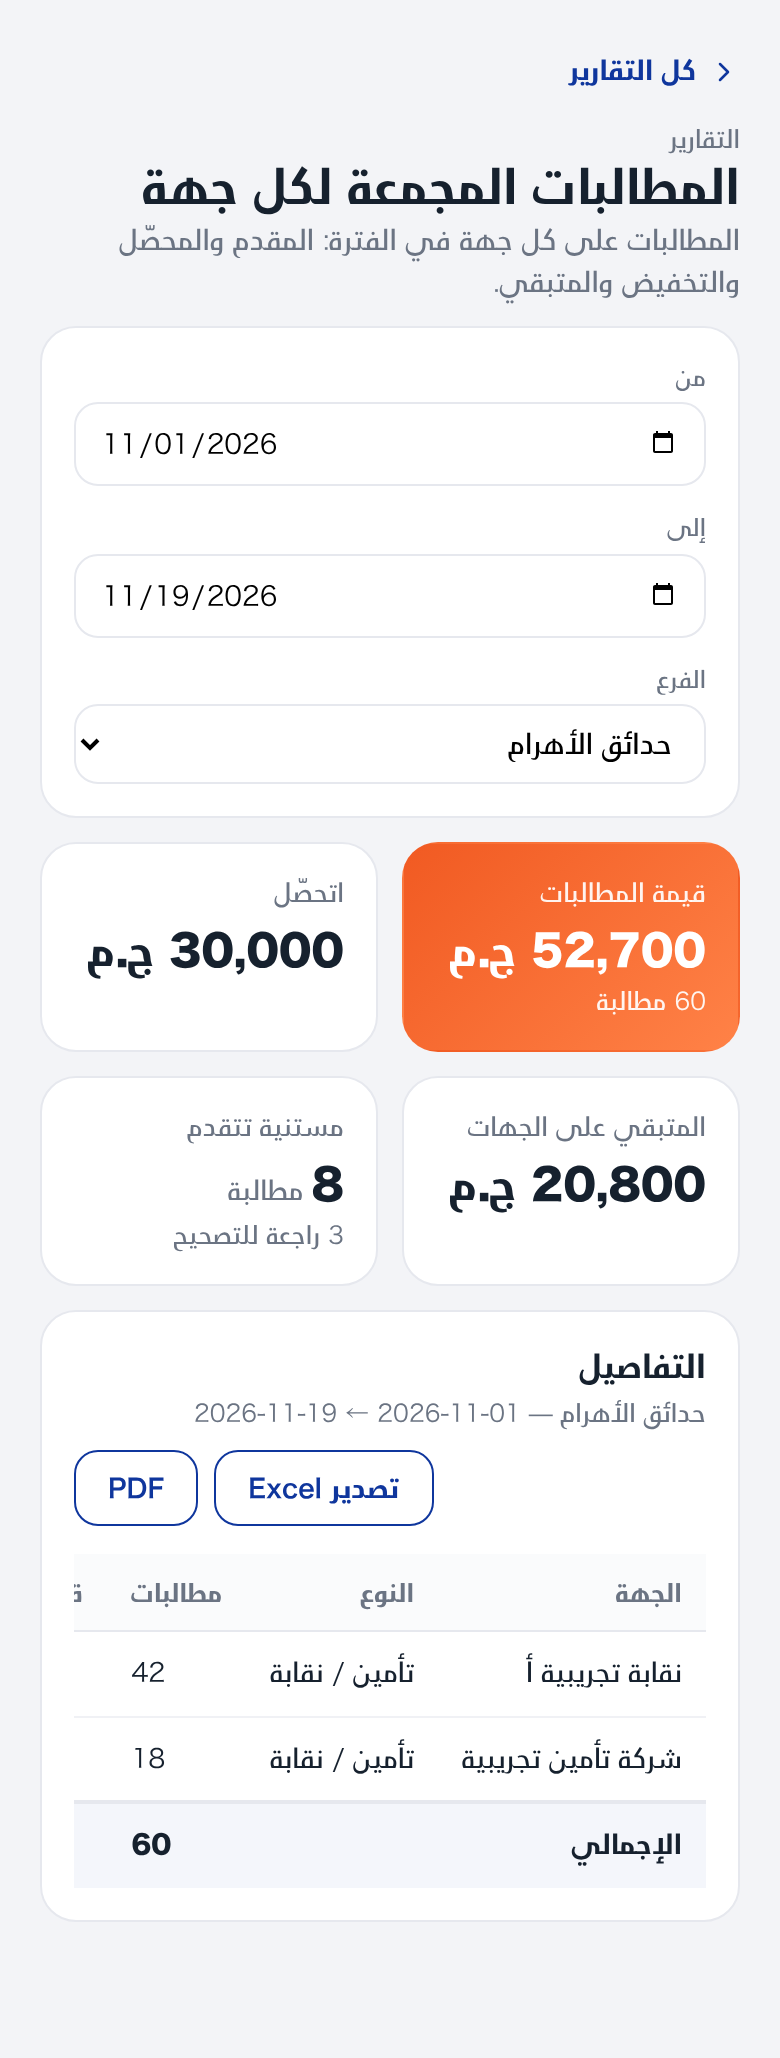 كل التقارير
التقارير
المطالبات المجمعة لكل جهة
المطالبات على كل جهة في الفترة: المقدم والمحصّل
والتخفيض والمتبقي.
من
11/01/2026
إلى
11/19/2026
الفرع
حدائق الأهرام
قيمة المطالبات
52,700 ج.م
60 مطالبة
اتحصّل
30,000 ج.م
المتبقي على الجهات
20,800 ج.م
مستنية تتقدم
8 مطالبة
3 راجعة للتصحيح
التفاصيل
حدائق الأهرام — 2026-11-01 ← 2026-11-19
تصدير Excel
PDF
الجهة النوع مطالبات
نقابة تجريبية أ تأمين / نقابة 42
شركة تأمين تجريبية تأمين / نقابة 18
الإجمالي 60